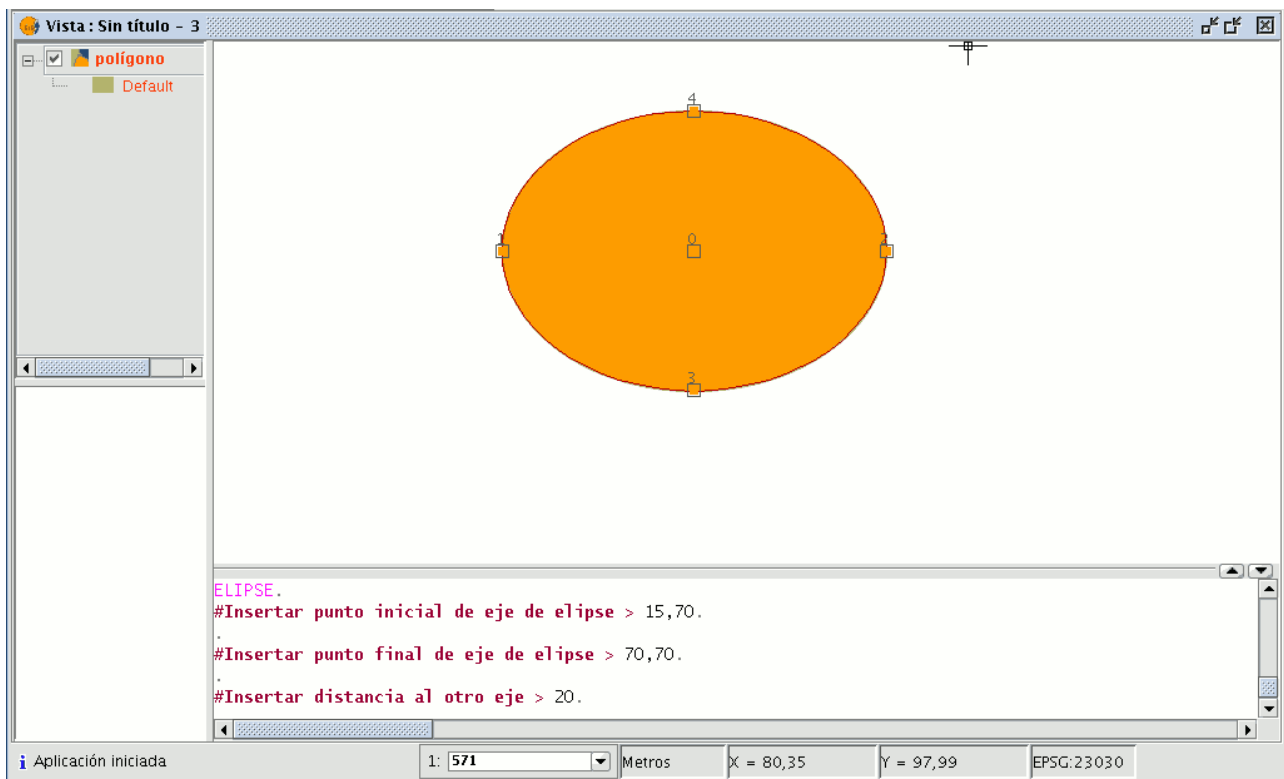 Vista : Sin título - 3
polígono
Default
4
1
0
2
3
ELIPSE.
#Insertar punto inicial de eje de elipse > 15,70.
.
#Insertar punto final de eje de elipse > 70,70.
.
#Insertar distancia al otro eje > 20.
Aplicación iniciada
1: 571
Metros
X = 80,35
Y = 97,99
EPSG:23030